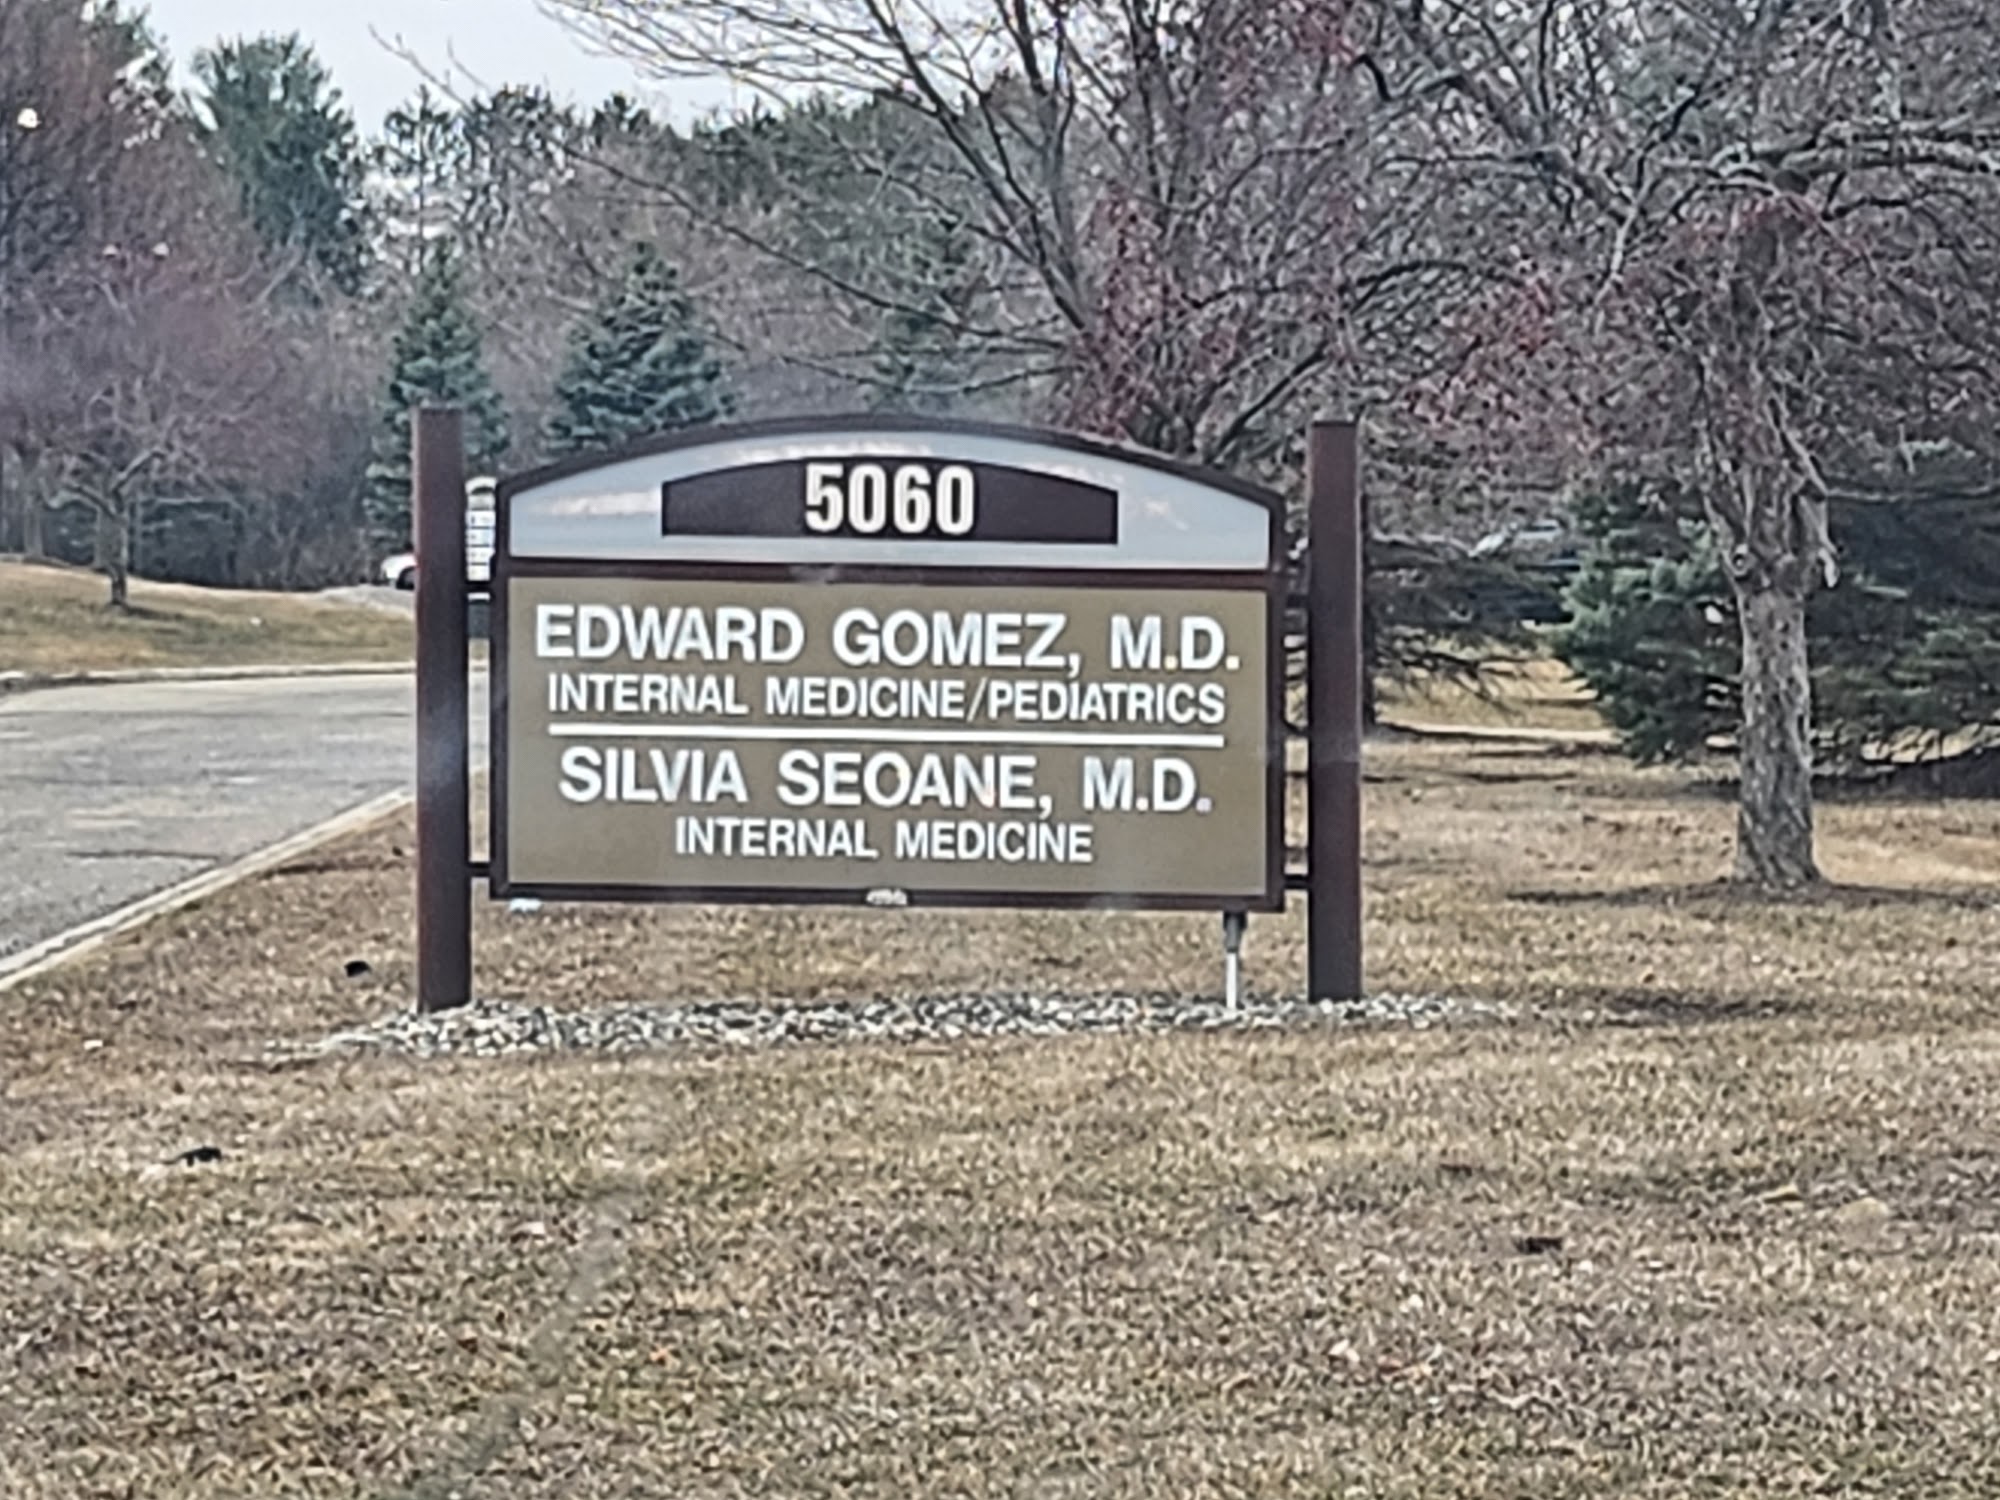 5060
EDWARD GOMEZ, M.D.
INTERNAL MEDICINE/PEDIATRICS
SILVIA SEOANE, M.D.
INTERNAL MEDICINE